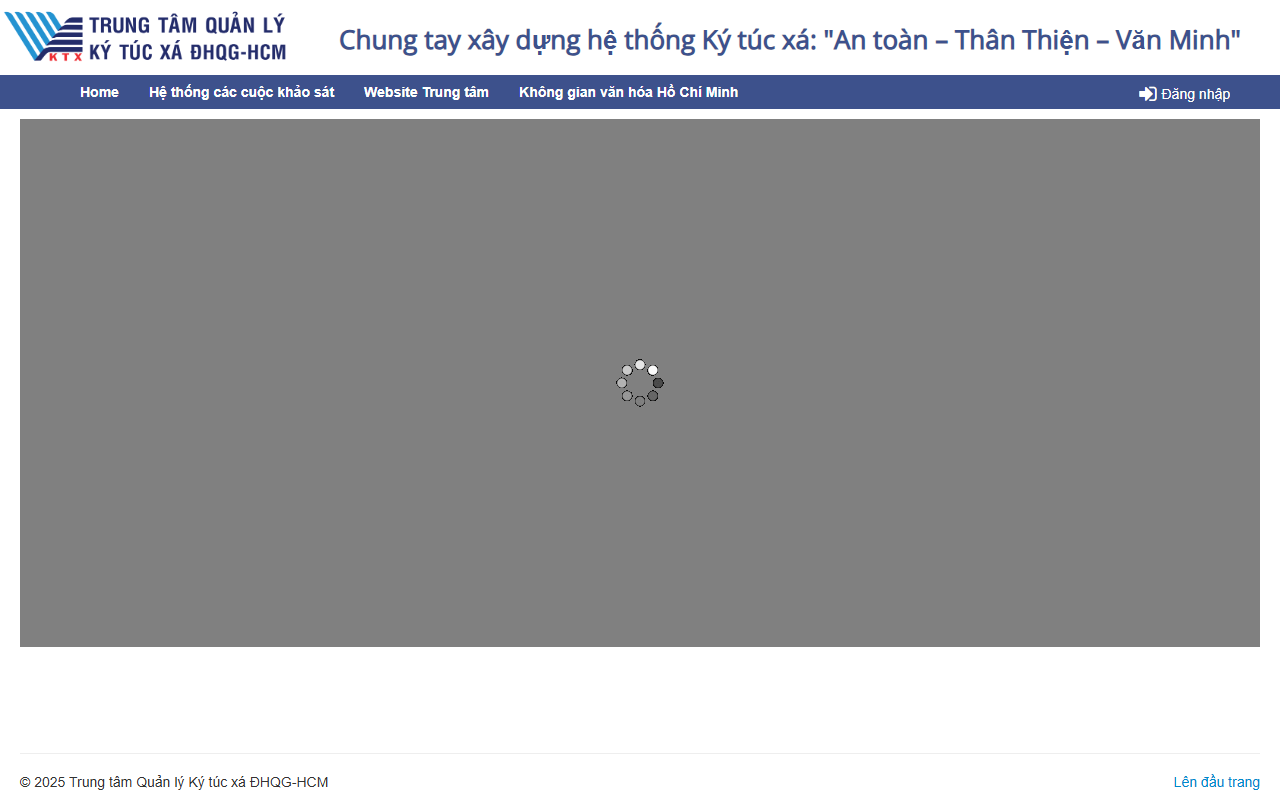 TRUNG TÂM QUẢN LÝ
KÝ TÚC XÁ ĐHQG-HCM
KTX
Chung tay xây dựng hệ thống Ký túc xá: "An toàn – Thân Thiện – Văn Minh"
Home Hệ thống các cuộc khảo sát Website Trung tâm Không gian văn hóa Hồ Chí Minh Đăng nhập
© 2025 Trung tâm Quản lý Ký túc xá ĐHQG-HCM Lên đầu trang